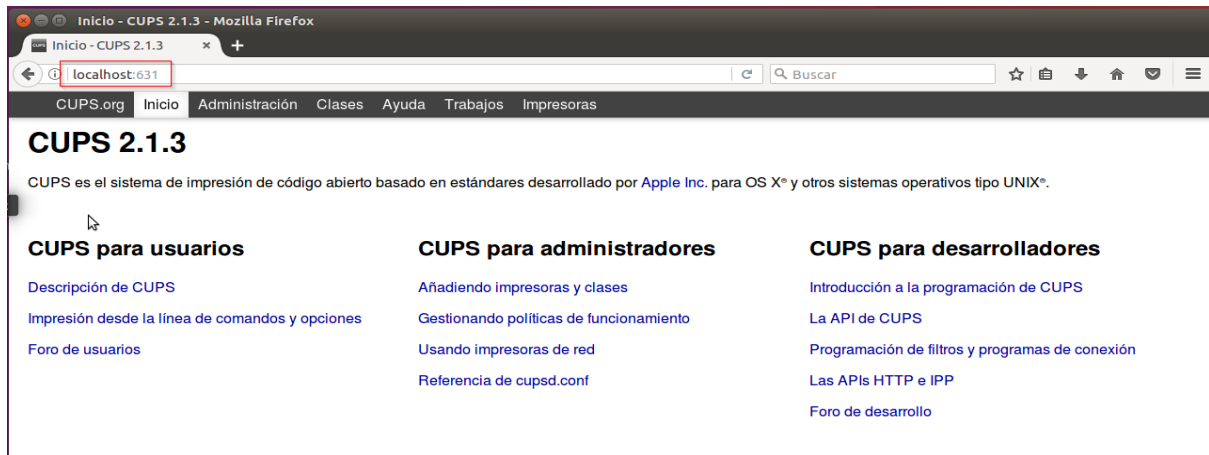 Inicio - CUPS 2.1.3 - Mozilla Firefox
Inicio - CUPS 2.1.3
localhost:631
Buscar
CUPS.org Inicio Administración Clases Ayuda Trabajos Impresoras
CUPS 2.1.3
CUPS es el sistema de impresión de código abierto basado en estándares desarrollado por Apple Inc. para OS X® y otros sistemas operativos tipo UNIX®.
CUPS para usuarios
Descripción de CUPS
Impresión desde la línea de comandos y opciones
Foro de usuarios
CUPS para administradores
Añadiendo impresoras y clases
Gestionando políticas de funcionamiento
Usando impresoras de red
Referencia de cupsd.conf
CUPS para desarrolladores
Introducción a la programación de CUPS
La API de CUPS
Programación de filtros y programas de conexión
Las APIs HTTP e IPP
Foro de desarrollo